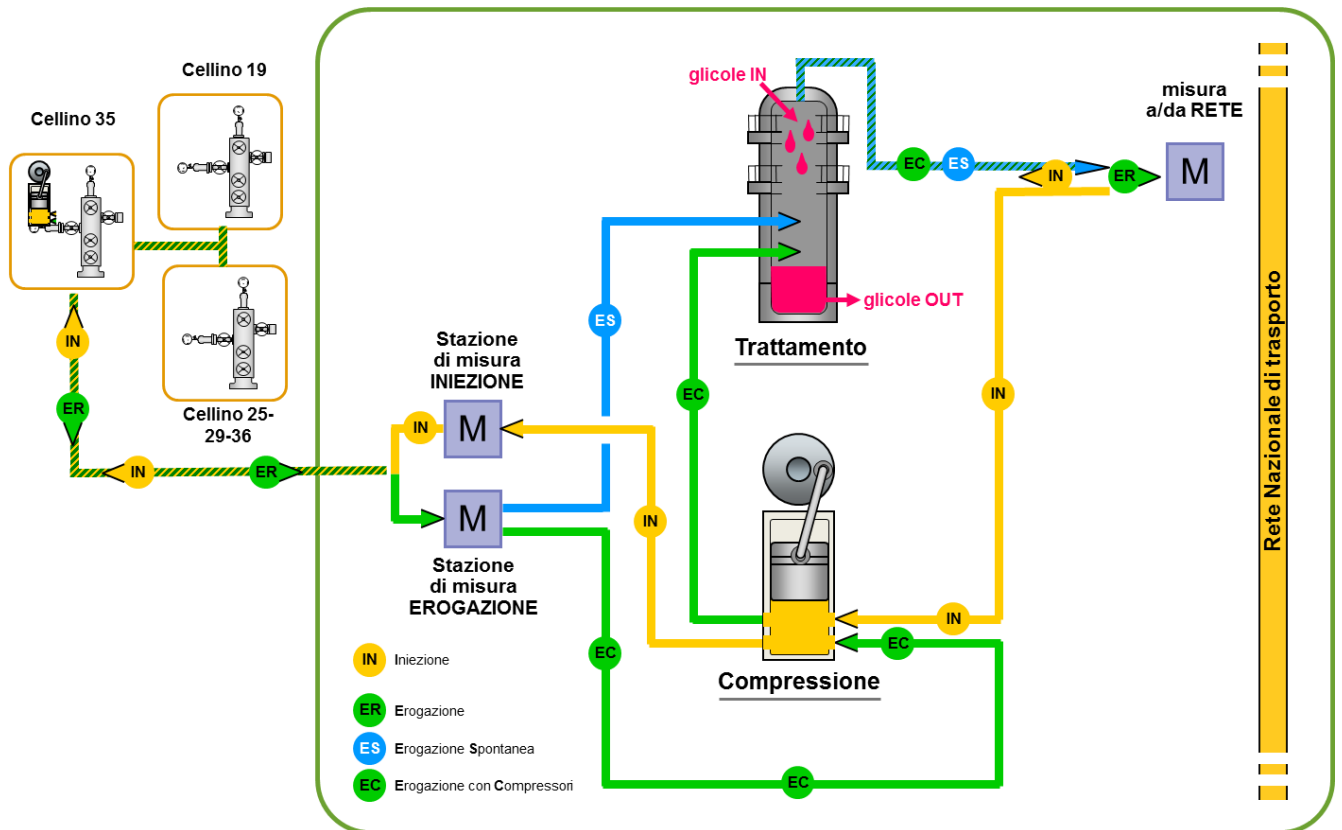 Cellino 19
Cellino 35
Cellino 25-
29-36
IN
ER
IN
ER
glicole IN
glicole OUT
Trattamento
EC
ES
IN
ER
misura
a/da RETE
M
Rete Nazionale di trasporto
ES
EC
IN
Stazione
di misura
INIEZIONE
IN
M
M
Stazione
di misura
EROGAZIONE
IN
IN
EC
EC
EC
Compressione
IN Iniezione
ER Erogazione
ES Erogazione Spontanea
EC Erogazione con Compressori